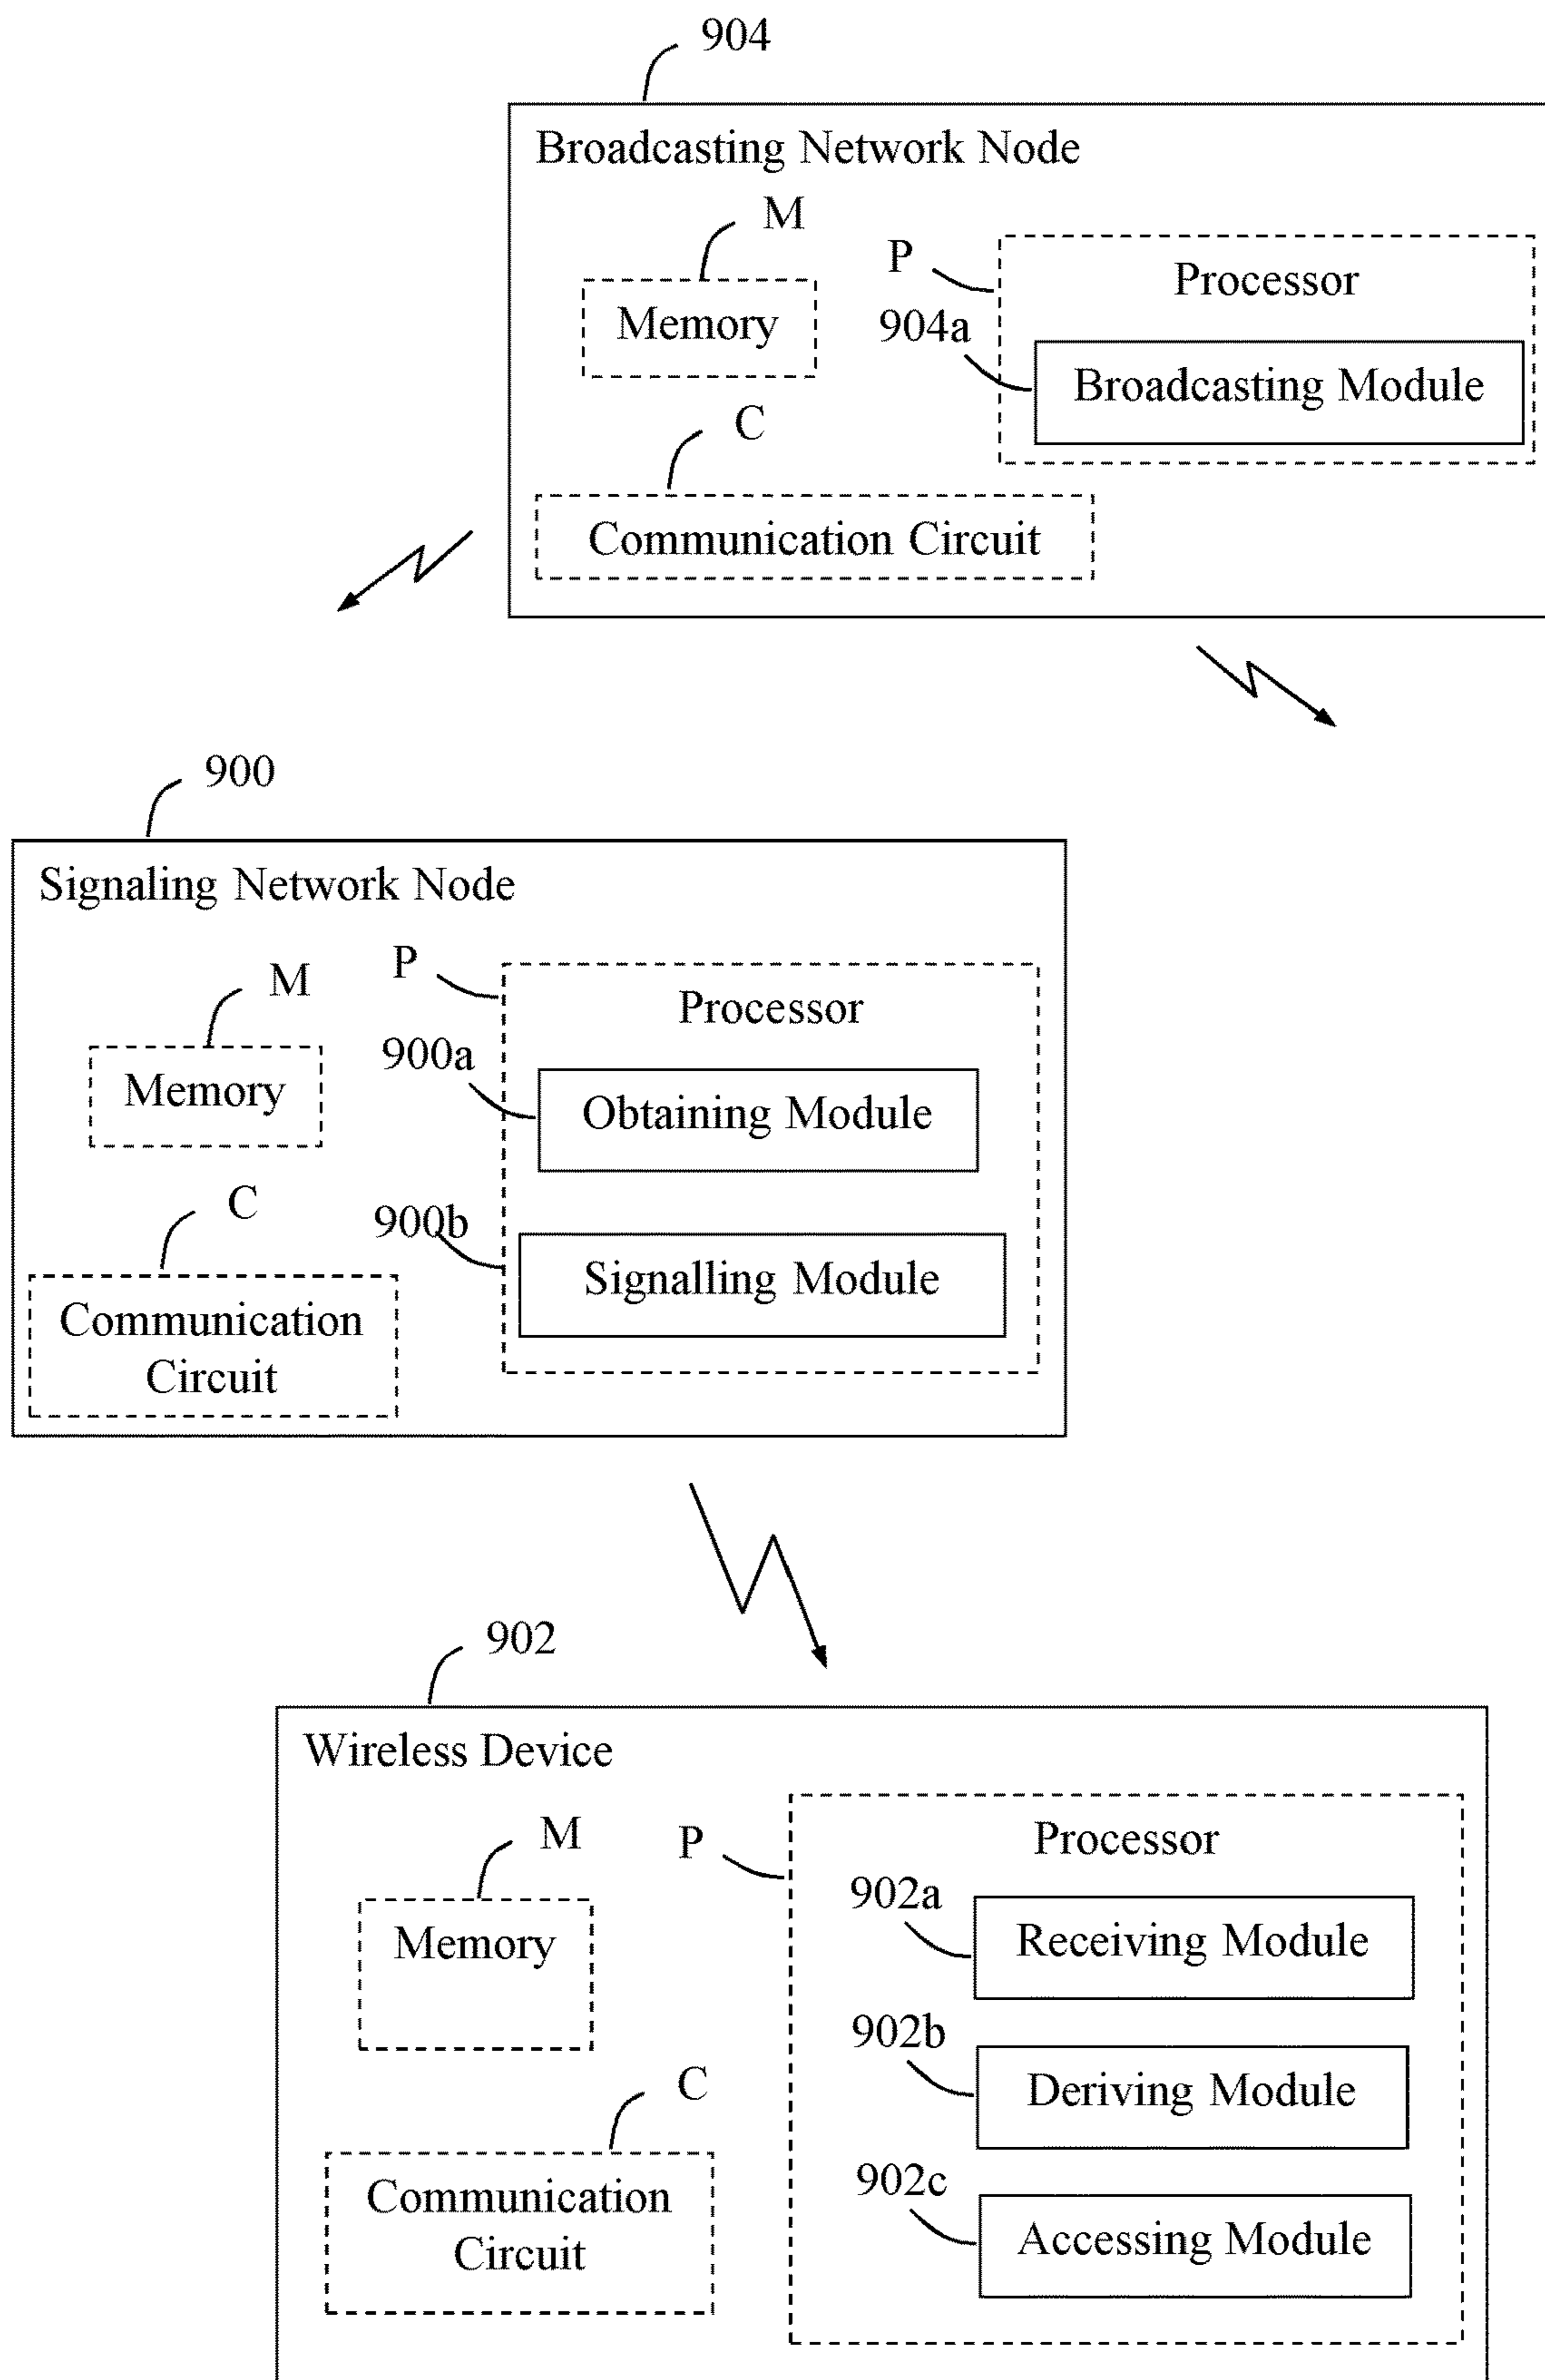 904
Broadcasting Network Node
M
P
Processor
Memory
904a
Broadcasting Module
C
Communication Circuit
900
Signaling Network Node
P
M
Processor
900a
Memory
Obtaining Module
C
900b
Signalling Module
Communication
Circuit
902
Wireless Device
M
P
Processor
902a
Memory
Receiving Module
902b
C
Deriving Module
902c
Communication
Circuit
Accessing Module